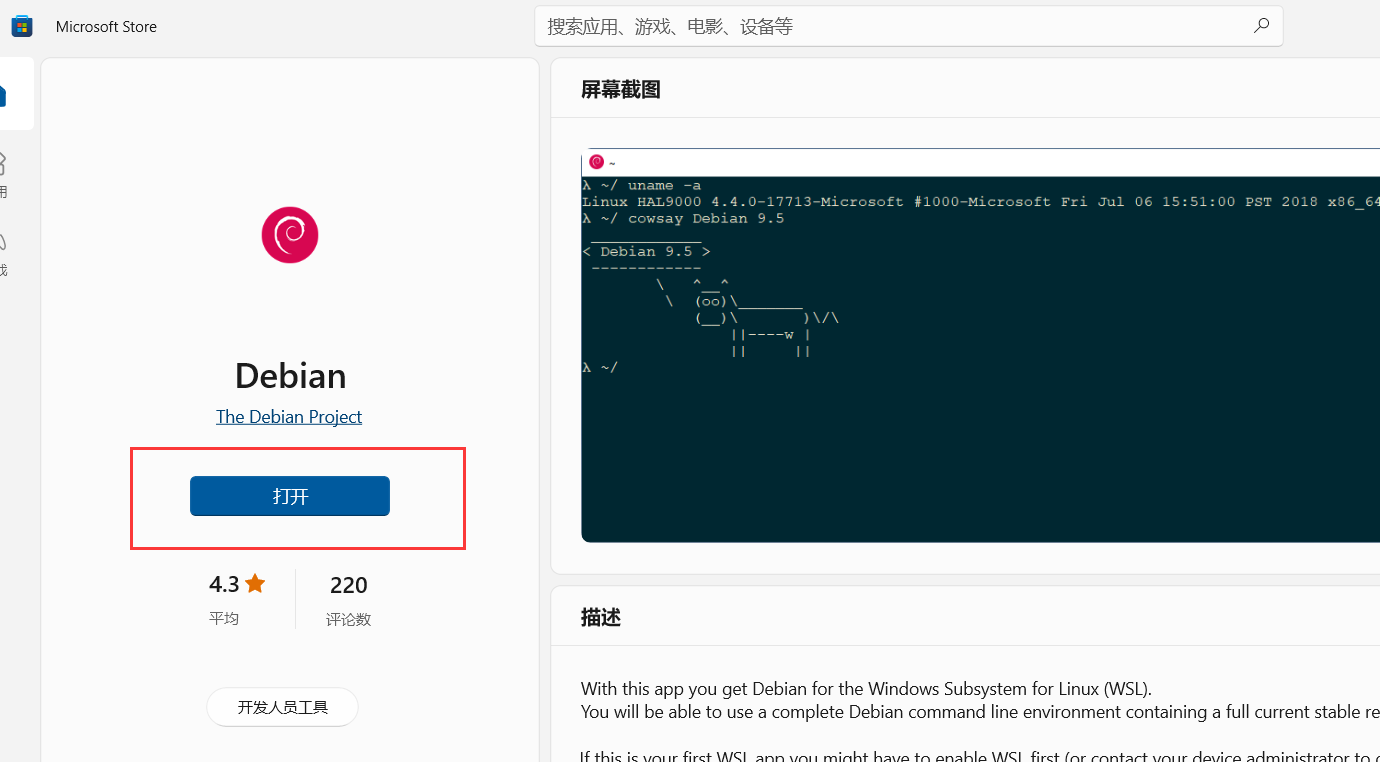 Microsoft Store
搜索应用、游戏、电影、设备等
用
Debian
The Debian Project
打开
4.3
平均
220
评论数
开发人员工具
屏幕截图
~
λ ~/ uname -a
Linux HAL9000 4.4.0-17713-Microsoft #1000-Microsoft Fri Jul 06 15:51:00 PST 2018 x86_64
λ ~/ cowsay Debian 9.5
 _____________
< Debian 9.5 >
 -------------
        \   ^__^
         \  (oo)\_______
            (__)\       )\/\
                ||----w |
                ||     ||
λ ~/
描述
With this app you get Debian for the Windows Subsystem for Linux (WSL).
You will be able to use a complete Debian command line environment containing a full current stable re
If this is your first WSL app you might have to enable WSL first (or contact your device administrator to